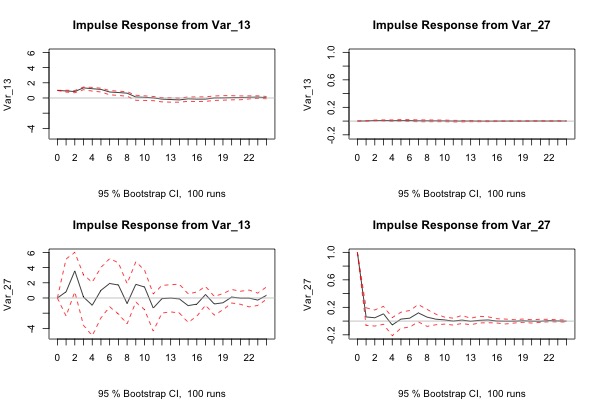 Impulse Response from Var_13
Var_13
6
4
2
0
-4
0 2 4 6 8 10 13 16 19 22
95 % Bootstrap CI, 100 runs
Impulse Response from Var_27
Var_13
1.0
0.6
0.2
-0.2
0 2 4 6 8 10 13 16 19 22
95 % Bootstrap CI, 100 runs
Impulse Response from Var_13
Var_27
6
4
2
0
-4
0 2 4 6 8 10 13 16 19 22
95 % Bootstrap CI, 100 runs
Impulse Response from Var_27
Var_27
1.0
0.6
0.2
-0.2
0 2 4 6 8 10 13 16 19 22
95 % Bootstrap CI, 100 runs